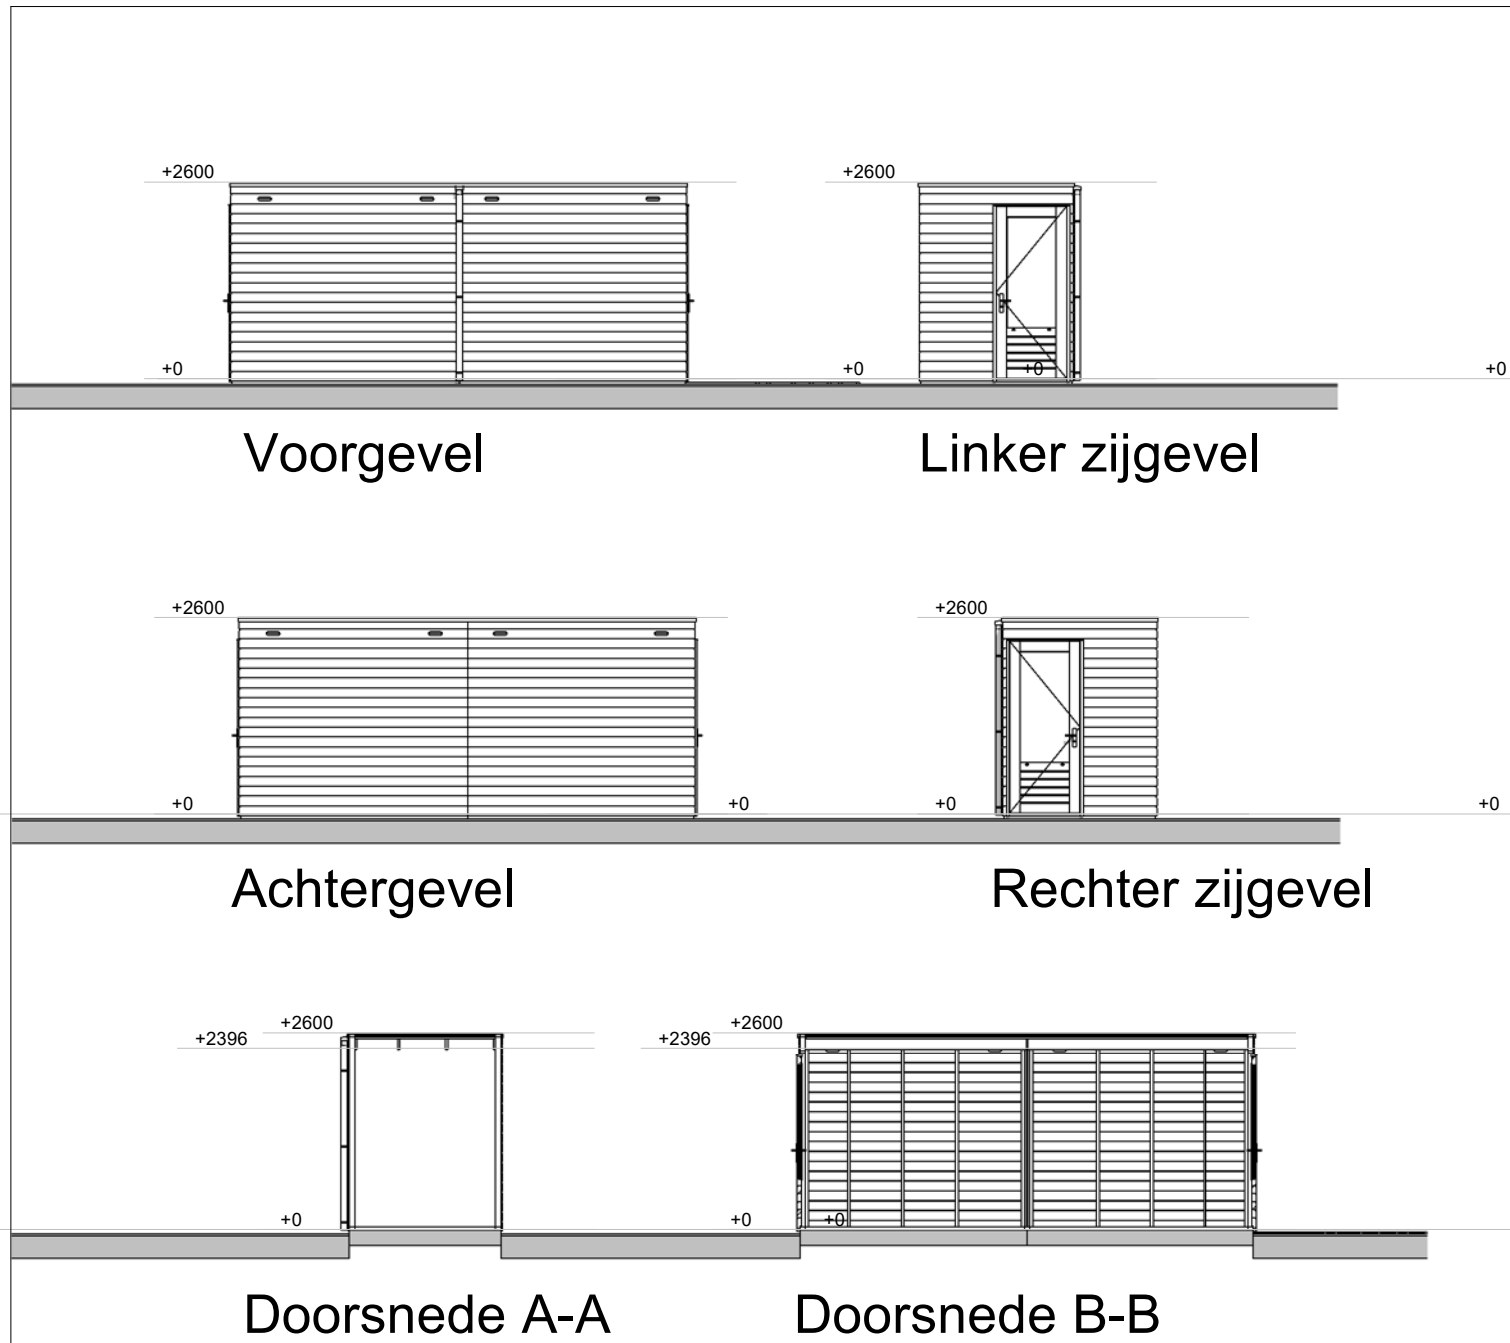 +2600 +2600
+0 +0 +0 +0
Voorgevel Linker zijgevel
+2600 +2600
+0 +0 +0 +0
Achtergevel Rechter zijgevel
+2600 +2600
+2396 +2396
+0 +0 +0
Doorsnede A-A Doorsnede B-B